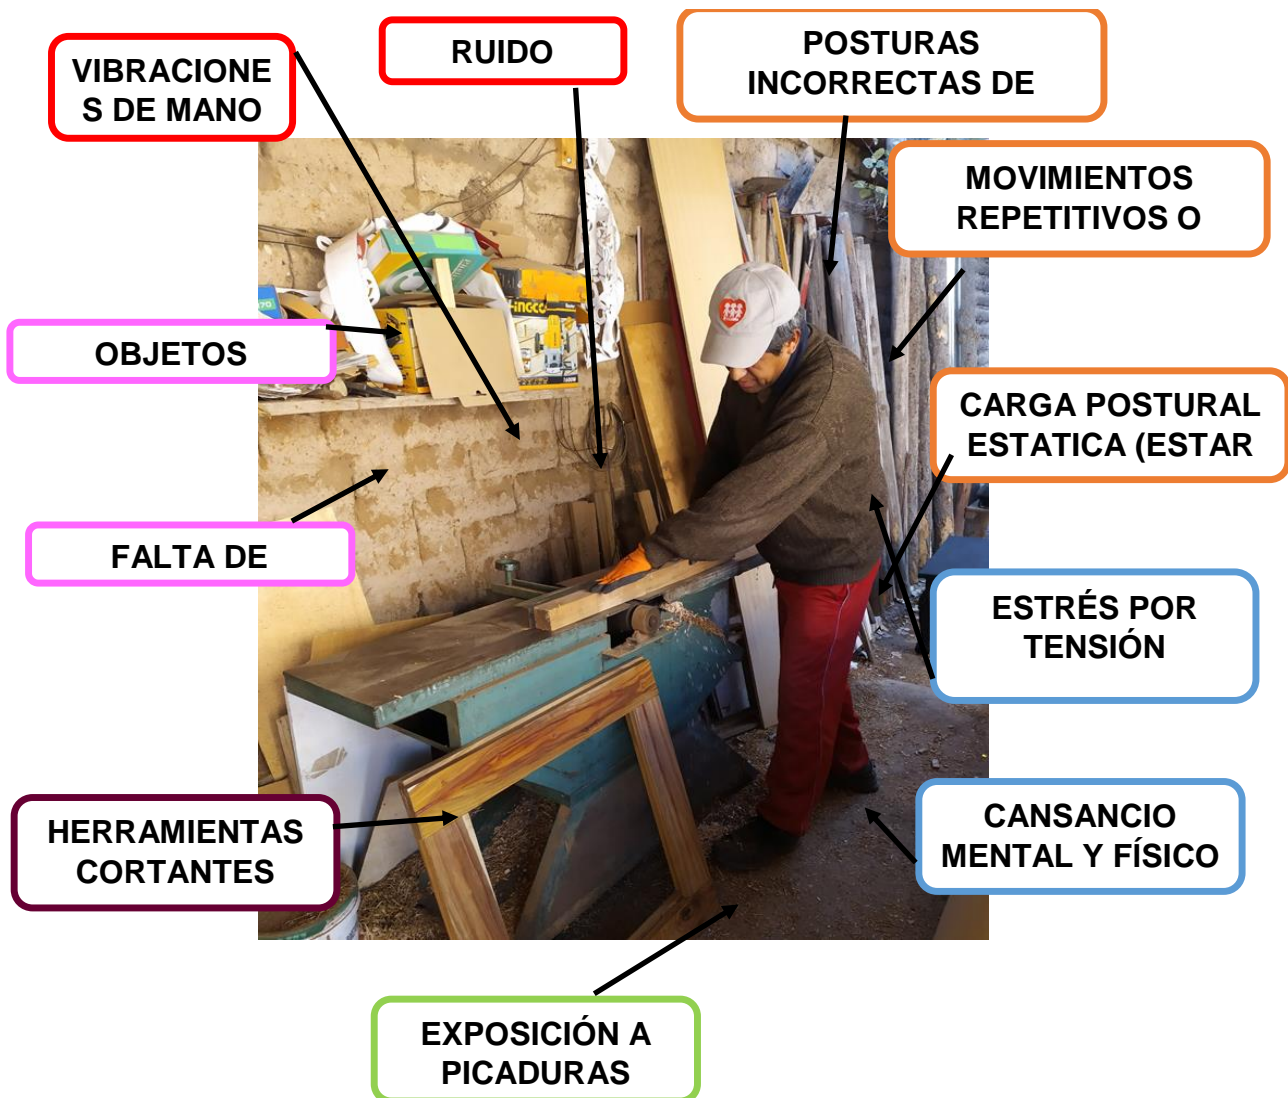 VIBRACIONE
S DE MANO
RUIDO
POSTURAS
INCORRECTAS DE
MOVIMIENTOS
REPETITIVOS O
OBJETOS
CARGA POSTURAL
ESTATICA (ESTAR
FALTA DE
ESTRÉS POR
TENSIÓN
HERRAMIENTAS
CORTANTES
CANSANCIO
MENTAL Y FÍSICO
EXPOSICIÓN A
PICADURAS
INGCO